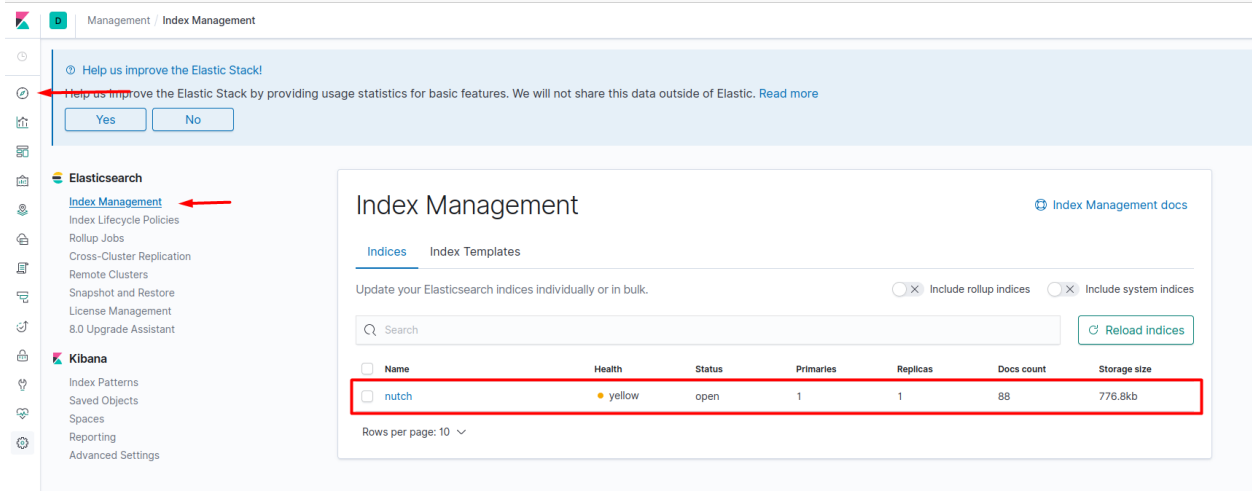 D Management / Index Management
Help us improve the Elastic Stack!
Help us improve the Elastic Stack by providing usage statistics for basic features. We will not share this data outside of Elastic. Read more
Yes No
Elasticsearch
Index Management
Index Lifecycle Policies
Rollup Jobs
Cross-Cluster Replication
Remote Clusters
Snapshot and Restore
License Management
8.0 Upgrade Assistant
Kibana
Index Patterns
Saved Objects
Spaces
Reporting
Advanced Settings
Index Management
Index Management docs
Indices Index Templates
Update your Elasticsearch indices individually or in bulk. Include rollup indices Include system indices
Search Reload indices
Name Health Status Primaries Replicas Docs count Storage size
nutch yellow open 1 1 88 776.8kb
Rows per page: 10